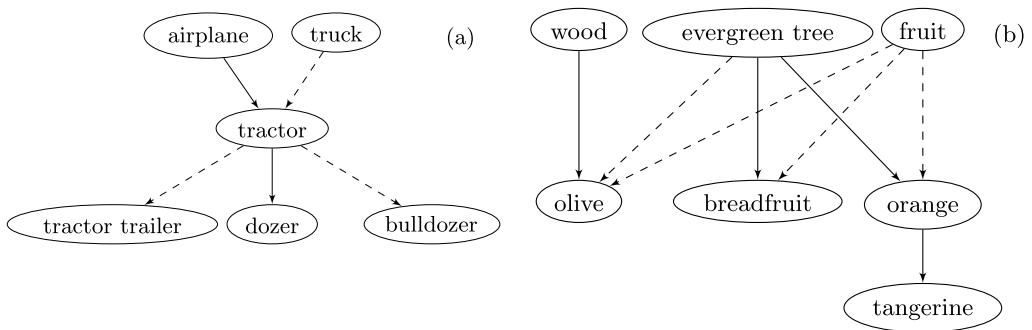 airplane
truck
(a)
tractor
tractor trailer
dozer
bulldozer
wood
evergreen tree
fruit
(b)
olive
breadfruit
orange
tangerine